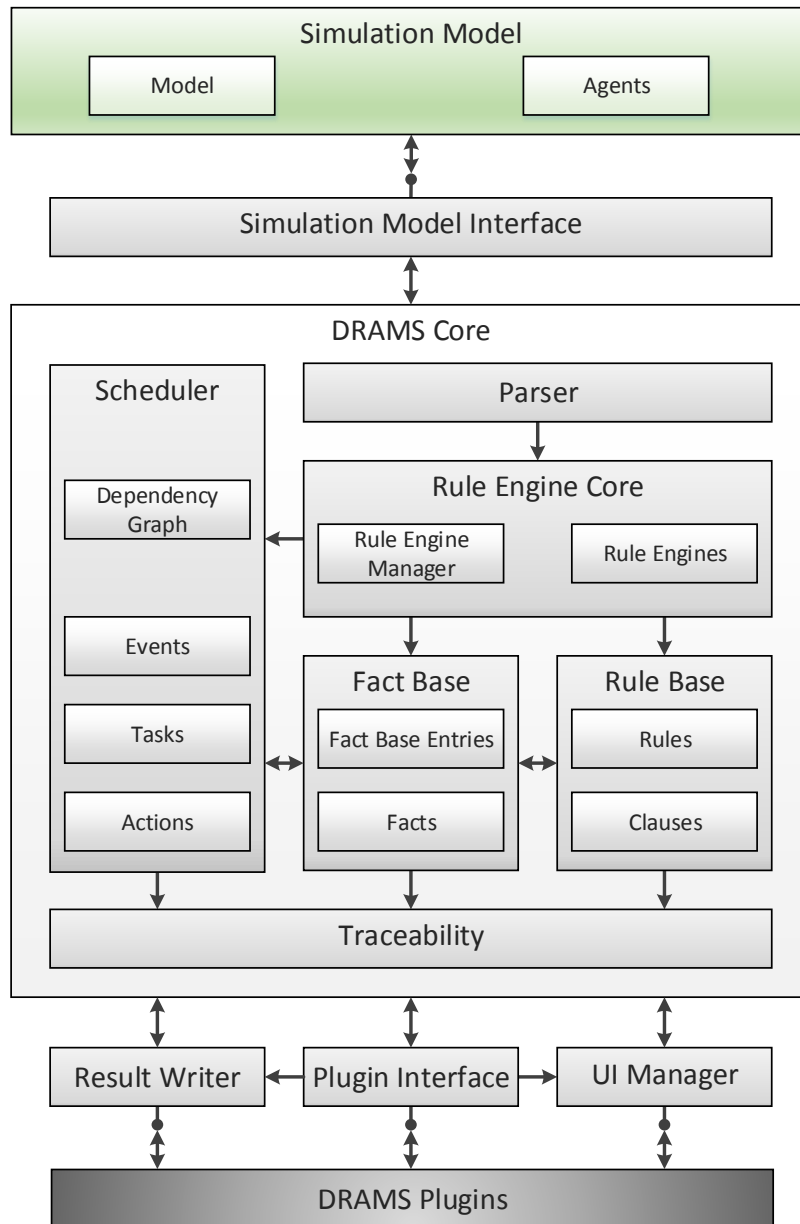 Simulation Model
Model
Agents
Simulation Model Interface
DRAMS Core
Scheduler
Dependency
Graph
Events
Tasks
Actions
Parser
Rule Engine Core
Rule Engine
Manager
Rule Engines
Fact Base
Fact Base Entries
Facts
Rule Base
Rules
Clauses
Traceability
Result Writer
Plugin Interface
UI Manager
DRAMS Plugins